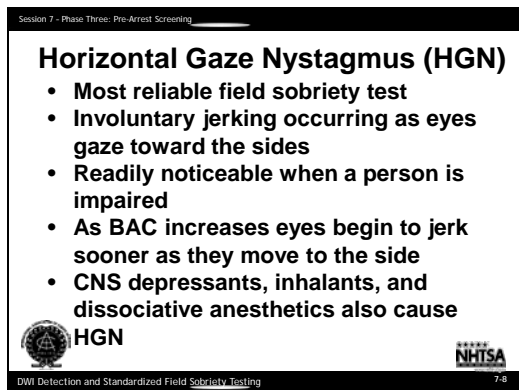 Session 7 - Phase Three: Pre-Arrest Screening
Horizontal Gaze Nystagmus (HGN)
• Most reliable field sobriety test
• Involuntary jerking occurring as eyes
gaze toward the sides
• Readily noticeable when a person is
impaired
• As BAC increases eyes begin to jerk
sooner as they move to the side
• CNS depressants, inhalants, and
dissociative anesthetics also cause
HGN
NHTSA
DWI Detection and Standardized Field Sobriety Testing
7-8